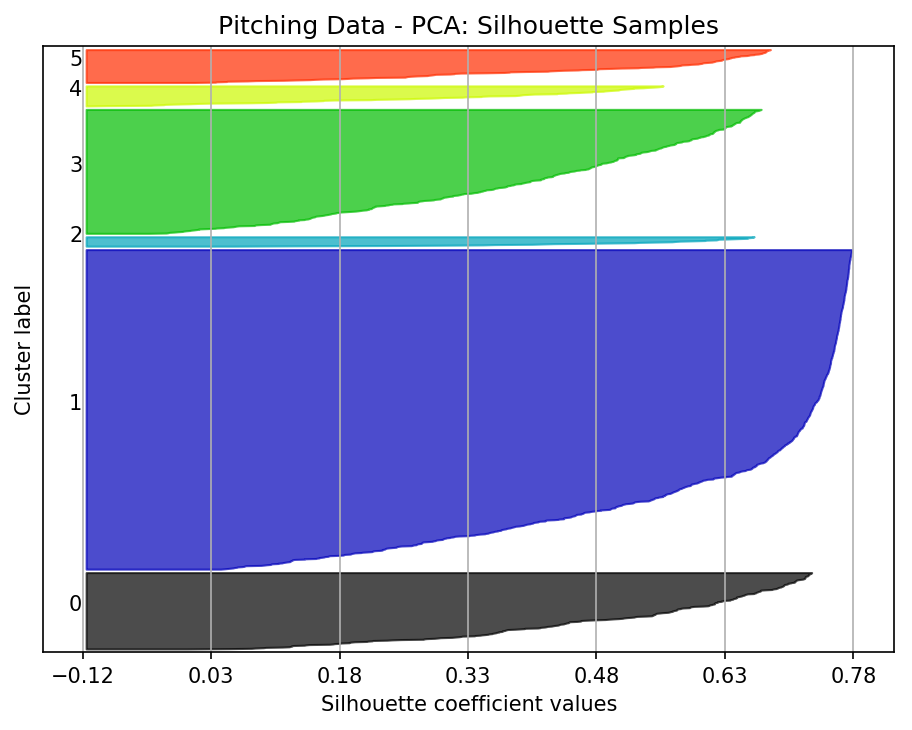 Pitching Data - PCA: Silhouette Samples
5
4
3
2
1
0
Cluster label
−0.12 0.03 0.18 0.33 0.48 0.63 0.78
Silhouette coefficient values